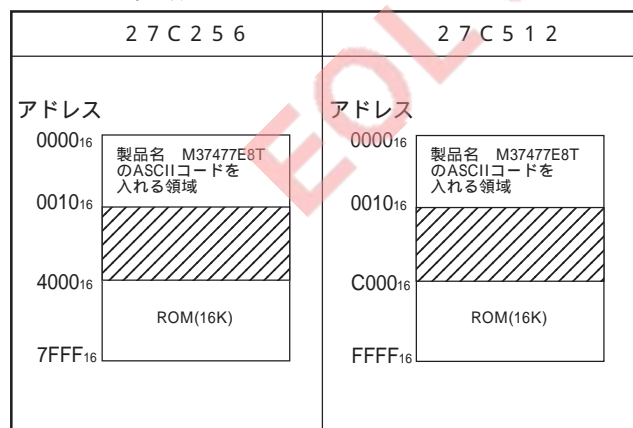 27C256
27C512
アドレス
0000₁₆
製品名 M37477E8T
のASCIIコードを
入れる領域
0010₁₆
4000₁₆
ROM(16K)
7FFF₁₆
アドレス
0000₁₆
製品名 M37477E8T
のASCIIコードを
入れる領域
0010₁₆
C000₁₆
ROM(16K)
FFFF₁₆
EOL